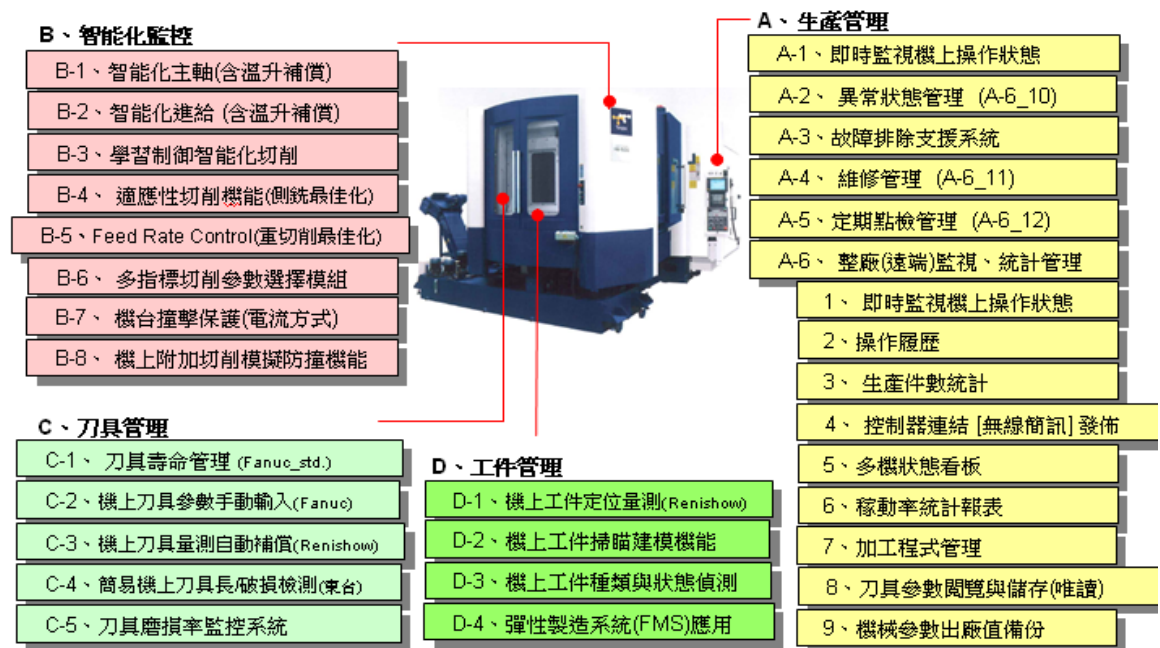 B、智能化監控
B-1、智能化主軸(含溫升補償)
B-2、智能化進給 (含溫升補償)
B-3、學習制御智能化切削
B-4、 適應性切削機能(側銑最佳化)
B-5、Feed Rate Control(重切削最佳化)
B-6、 多指標切削參數選擇模組
B-7、 機台撞擊保護(電流方式)
B-8、 機上附加切削模擬防撞機能
A、生產管理
A-1、即時監視機上操作狀態
A-2、 異常狀態管理 (A-6_10)
A-3、故障排除支援系統
A-4、 維修管理 (A-6_11)
A-5、定期點檢管理 (A-6_12)
A-6、 整廠(遠端)監視、統計管理
1、 即時監視機上操作狀態
2、操作履歷
3、 生產件數統計
4、 控制器連結 [無線簡訊] 發佈
5、多機狀態看板
6、稼動率統計報表
7、加工程式管理
8、刀具參數閱覽與儲存(唯讀)
9、機械參數出廠值備份
C、刀具管理
C-1、 刀具壽命管理 (Fanuc_std.)
C-2、機上刀具參數手動輸入(Fanuc)
C-3、機上刀具量測自動補償(Renishow)
C-4、簡易機上刀具長/破損檢測(東台)
C-5、刀具磨損率監控系統
D、工件管理
D-1、機上工件定位量測(Renishow)
D-2、機上工件掃瞄建模機能
D-3、機上工件種類與狀態偵測
D-4、彈性製造系統(FMS)應用